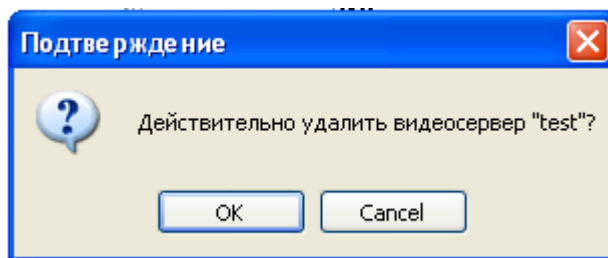 Подтверждение
Действительно удалить видеосервер "test"?
OK
Cancel